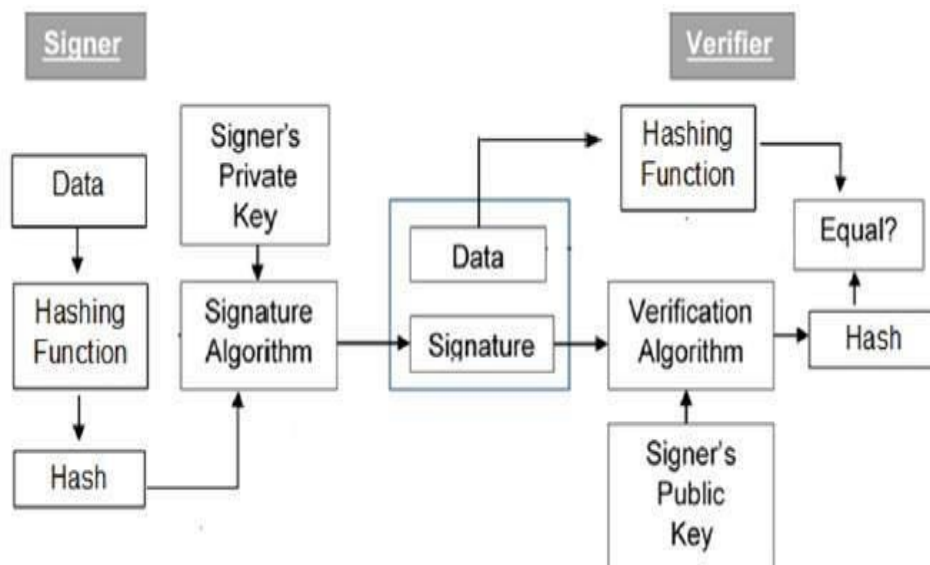 Signer
Verifier
Data
Hashing
Function
Hash
Signer's
Private
Key
Signature
Algorithm
Data
Signature
Hashing
Function
Verification
Algorithm
Signer's
Public
Key
Equal?
Hash